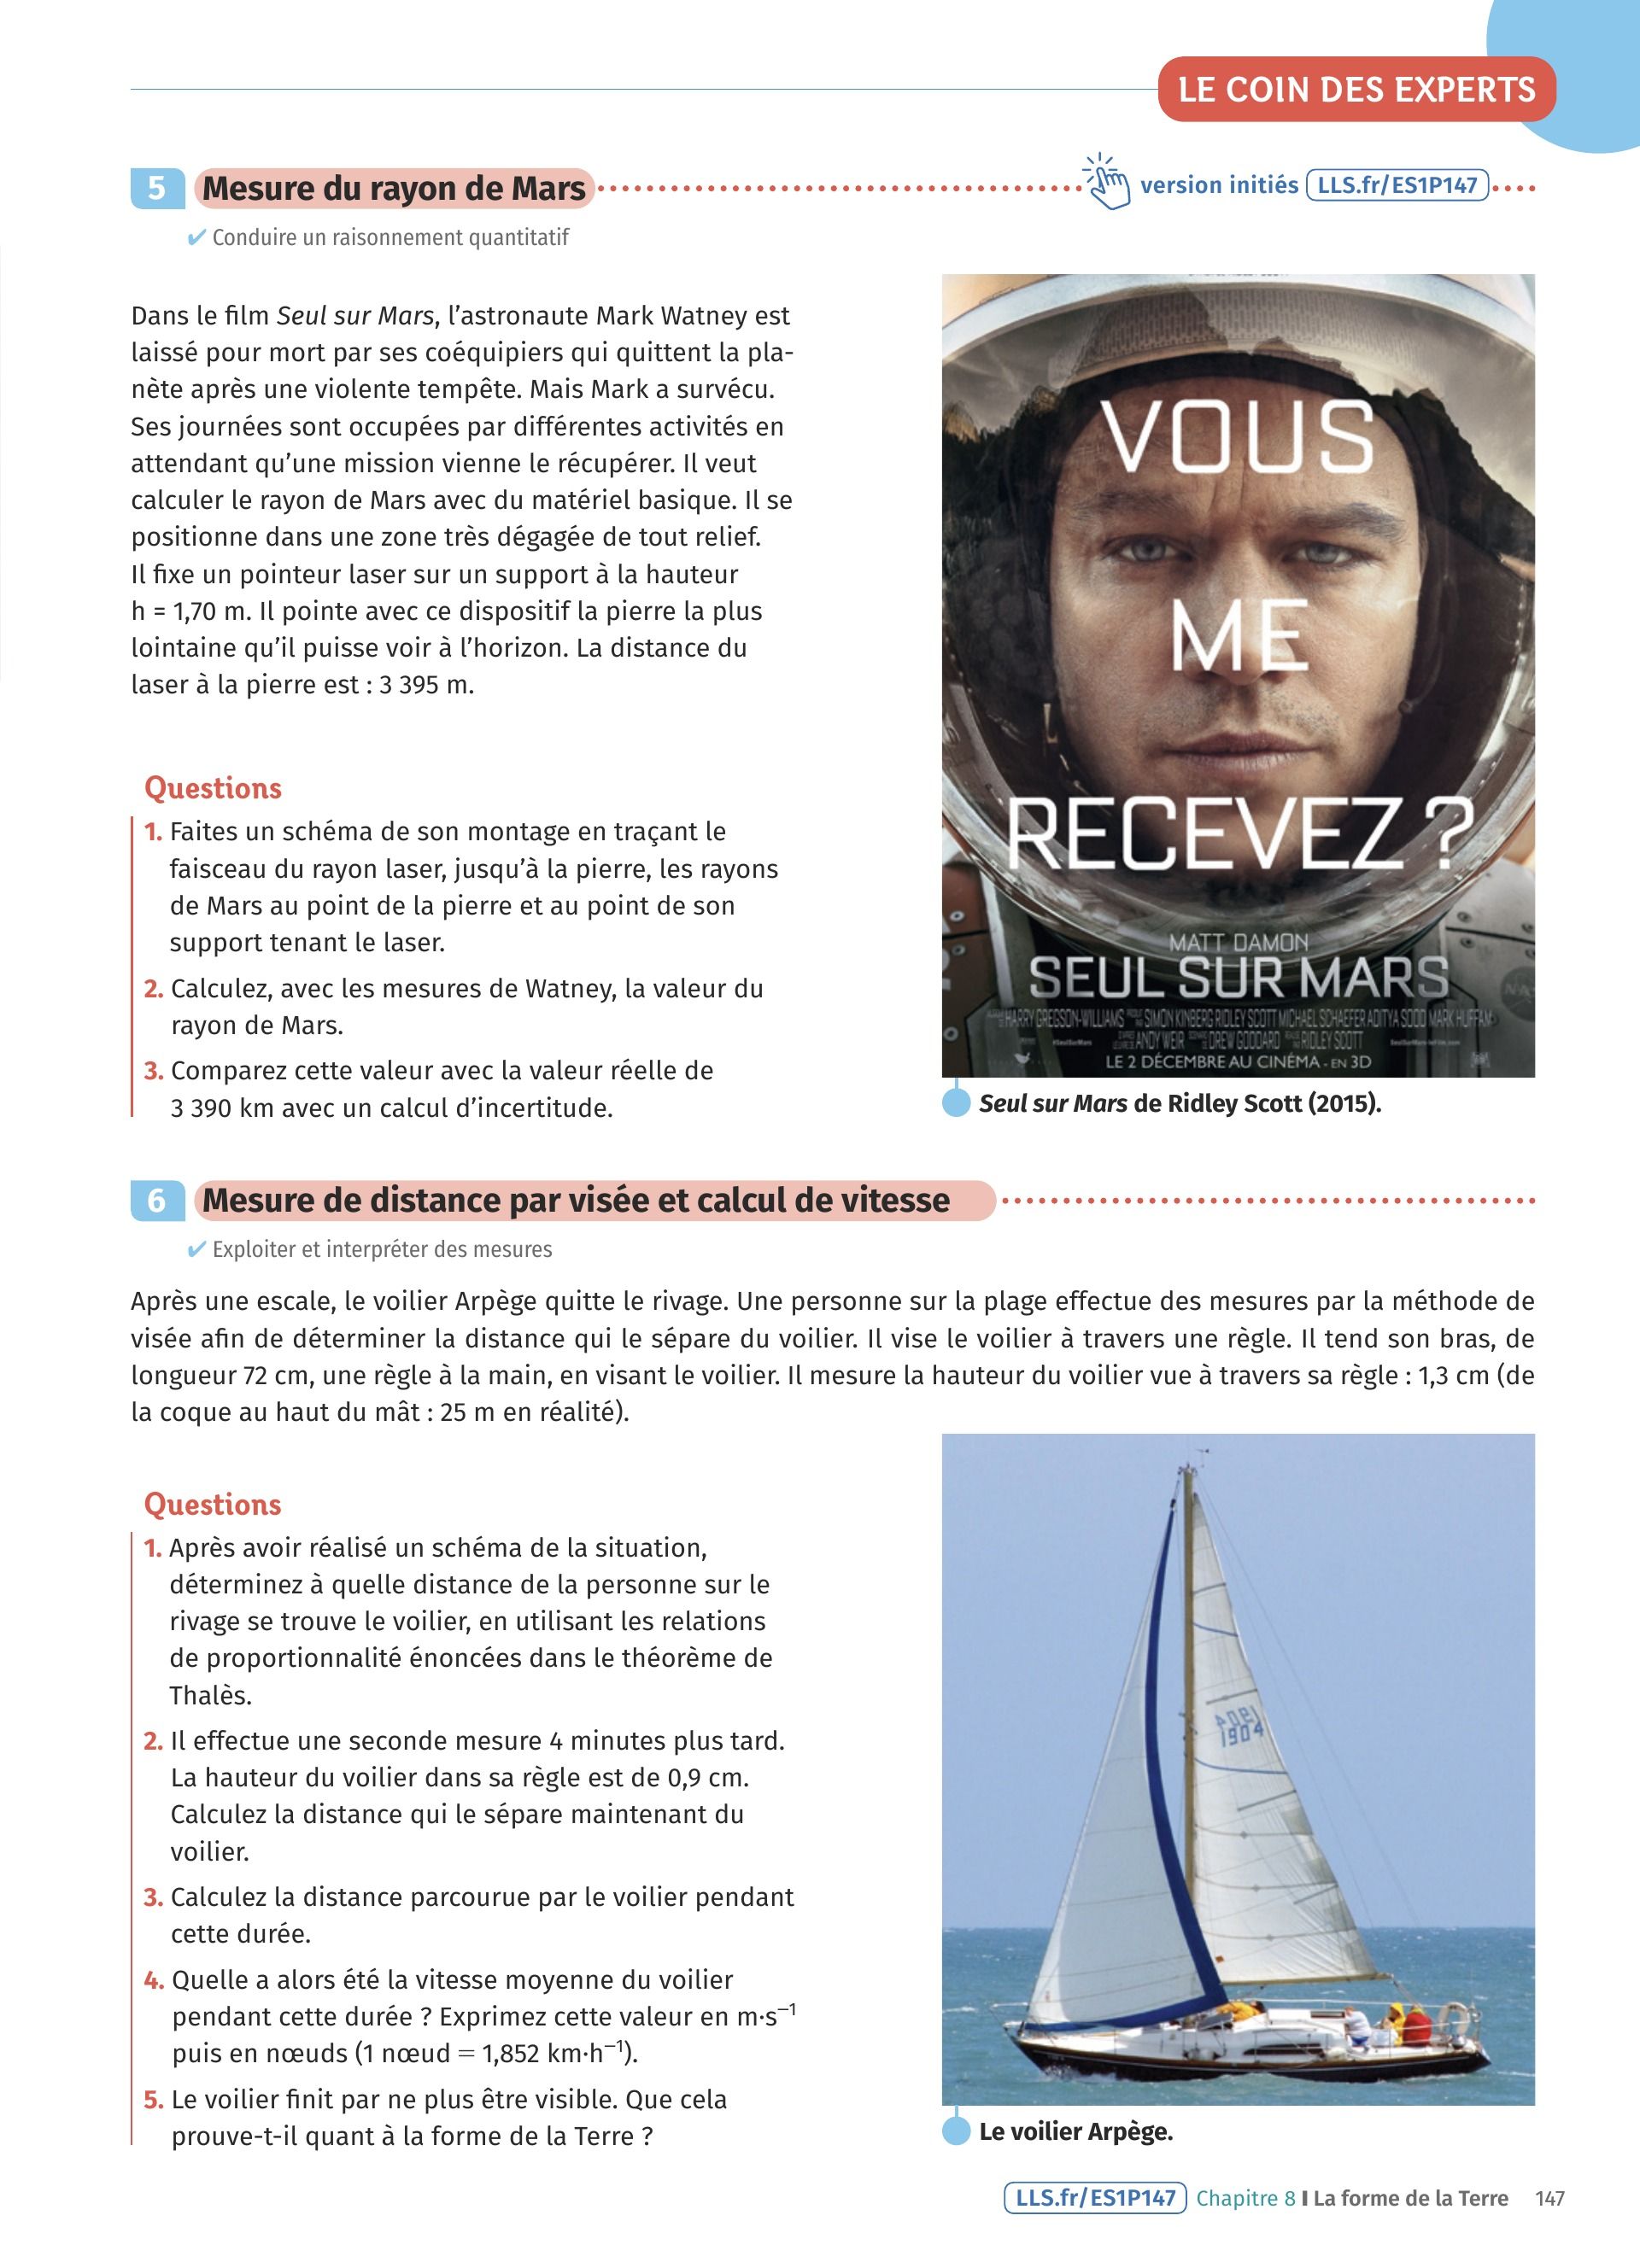 LE COIN DES EXPERTS
5 Mesure du rayon de Mars
version initiés LLS.fr/ES1P147
✔ Conduire un raisonnement quantitatif
Dans le film Seul sur Mars, l’astronaute Mark Watney est
laissé pour mort par ses coéquipiers qui quittent la pla-
nète après une violente tempête. Mais Mark a survécu.
Ses journées sont occupées par différentes activités en
attendant qu’une mission vienne le récupérer. Il veut
calculer le rayon de Mars avec du matériel basique. Il se
positionne dans une zone très dégagée de tout relief.
Il fixe un pointeur laser sur un support à la hauteur
h = 1,70 m. Il pointe avec ce dispositif la pierre la plus
lointaine qu’il puisse voir à l’horizon. La distance du
laser à la pierre est : 3 395 m.
Questions
1. Faites un schéma de son montage en traçant le
faisceau du rayon laser, jusqu’à la pierre, les rayons
de Mars au point de la pierre et au point de son
support tenant le laser.
2. Calculez, avec les mesures de Watney, la valeur du
rayon de Mars.
3. Comparez cette valeur avec la valeur réelle de
3 390 km avec un calcul d’incertitude.
VOUS
ME
RECEVEZ ?
MATT DAMON
SEUL SUR MARS
HARRY GREGSON-WILLIAMS SIMON KINBERG RIDLEY SCOTT MICHAEL SCHAEFER ADITYA SOOD MARK HUFFAM
ANDY WEIR DREW GODDARD RIDLEY SCOTT
LE 2 DÉCEMBRE AU CINÉMA - EN 3D
Seul sur Mars de Ridley Scott (2015).
6 Mesure de distance par visée et calcul de vitesse
✔ Exploiter et interpréter des mesures
Après une escale, le voilier Arpège quitte le rivage. Une personne sur la plage effectue des mesures par la méthode de
visée afin de déterminer la distance qui le sépare du voilier. Il vise le voilier à travers une règle. Il tend son bras, de
longueur 72 cm, une règle à la main, en visant le voilier. Il mesure la hauteur du voilier vue à travers sa règle : 1,3 cm (de
la coque au haut du mât : 25 m en réalité).
Questions
1. Après avoir réalisé un schéma de la situation,
déterminez à quelle distance de la personne sur le
rivage se trouve le voilier, en utilisant les relations
de proportionnalité énoncées dans le théorème de
Thalès.
2. Il effectue une seconde mesure 4 minutes plus tard.
La hauteur du voilier dans sa règle est de 0,9 cm.
Calculez la distance qui le sépare maintenant du
voilier.
3. Calculez la distance parcourue par le voilier pendant
cette durée.
4. Quelle a alors été la vitesse moyenne du voilier
pendant cette durée ? Exprimez cette valeur en m·s⁻¹
puis en nœuds (1 nœud = 1,852 km·h⁻¹).
5. Le voilier finit par ne plus être visible. Que cela
prouve-t-il quant à la forme de la Terre ?
1904
1904
Le voilier Arpège.
LLS.fr/ES1P147 Chapitre 8 I La forme de la Terre 147